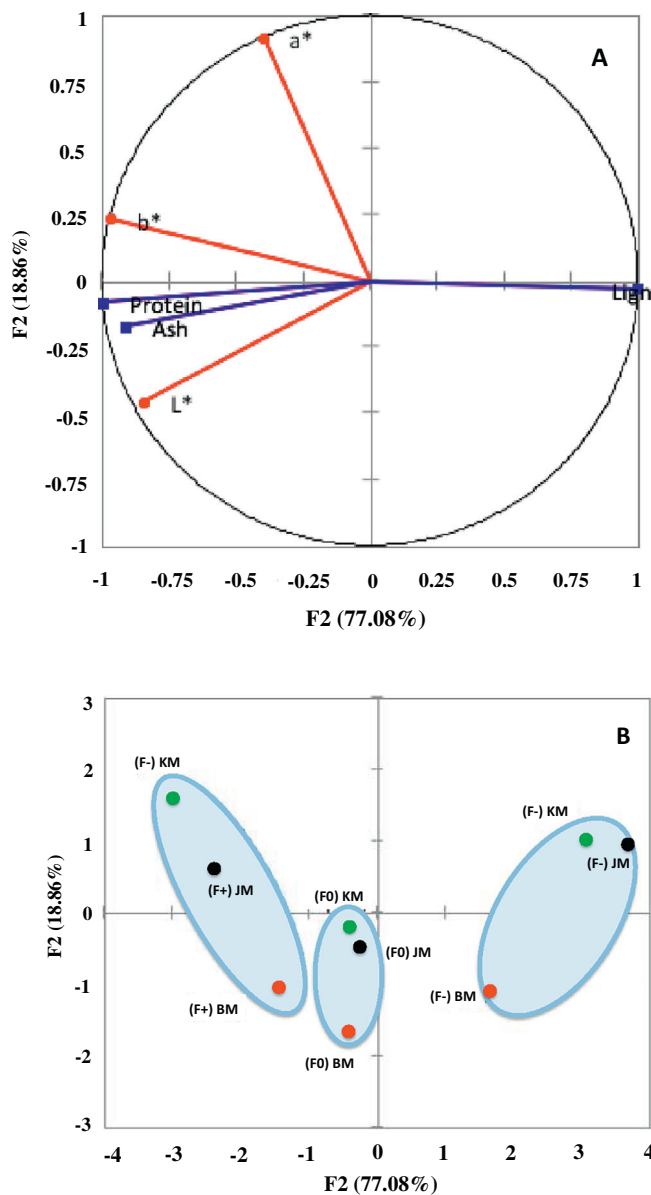 1
a*
A
0.75
0.5
0.25
b*
0
Lign
Protein
Ash
-0.25
L*
-0.5
-0.75
-1
F2 (18.86%)
-1 -0.75 -0.5 -0.25 0 0.25 0.5 0.75 1
F2 (77.08%)
3
B
(F-) KM
2
(F-) KM
1
(F-) JM
(F+) JM
(F0) KM
0
(F0) JM
-1
(F-) BM
(F+) BM
(F0) BM
-2
-3
F2 (18.86%)
-4 -3 -2 -1 0 1 2 3 4
F2 (77.08%)